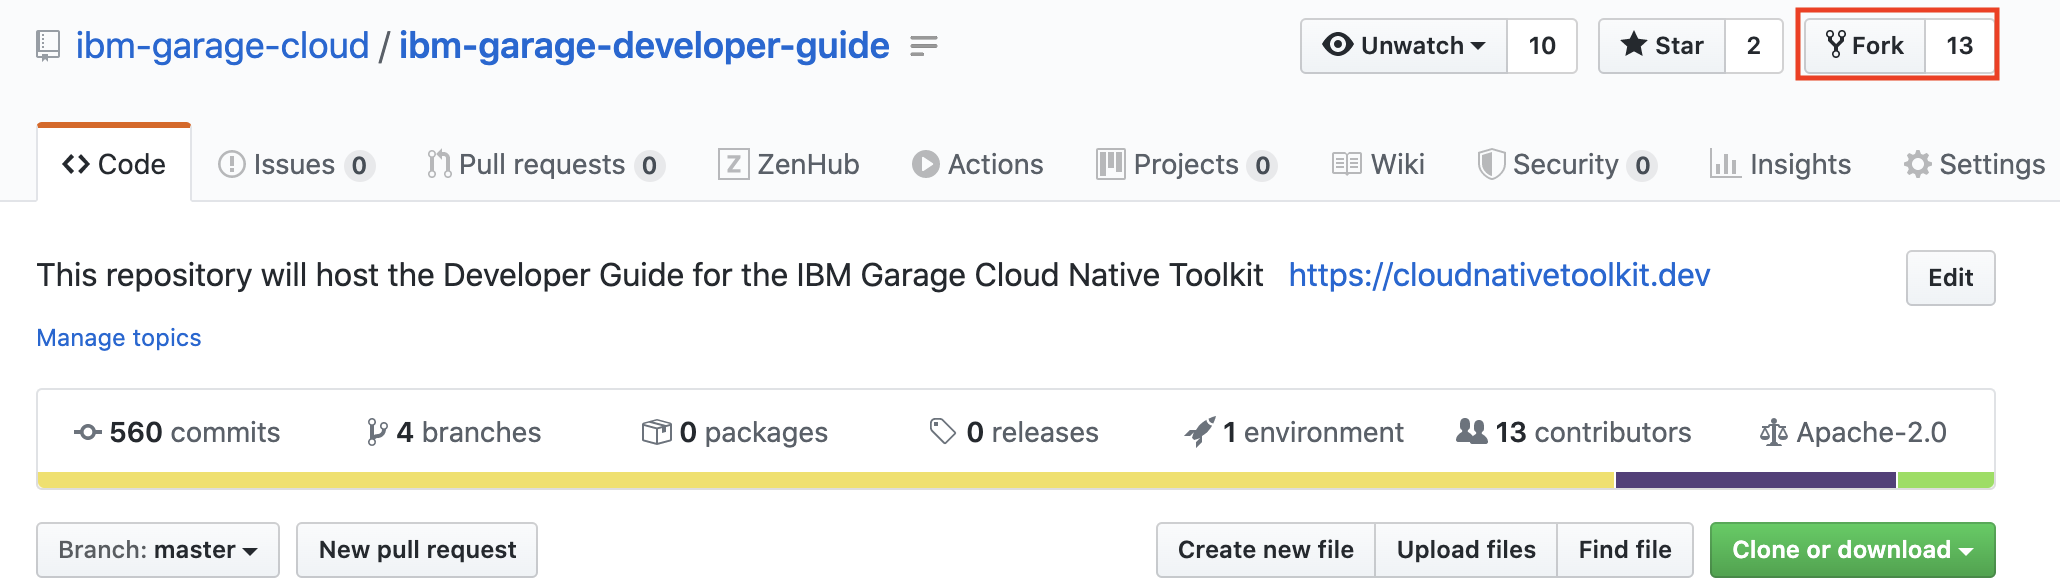 ibm-garage-cloud / ibm-garage-developer-guide Unwatch 10 Star 2 Fork 13
Code Issues 0 Pull requests 0 Z ZenHub Actions Projects 0 Wiki Security 0 Insights Settings
This repository will host the Developer Guide for the IBM Garage Cloud Native Toolkit https://cloudnativetoolkit.dev Edit
Manage topics
560 commits 4 branches 0 packages 0 releases 1 environment 13 contributors Apache-2.0
Branch: master New pull request Create new file Upload files Find file Clone or download